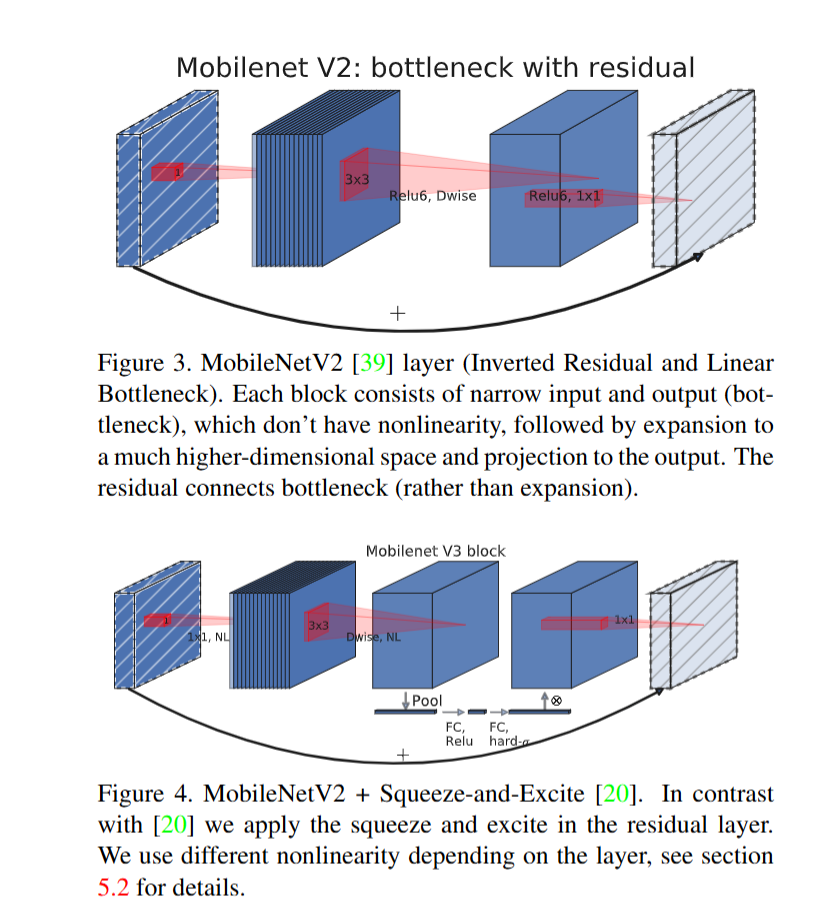 Mobilenet V2: bottleneck with residual
1
3x3
Relu6, Dwise
Relu6, 1x1
+
Figure 3. MobileNetV2 [39] layer (Inverted Residual and Linear
Bottleneck). Each block consists of narrow input and output (bot-
tleneck), which don't have nonlinearity, followed by expansion to
a much higher-dimensional space and projection to the output. The
residual connects bottleneck (rather than expansion).
Mobilenet V3 block
1
1x1, NL
3x3
Dwise, NL
1x1
Pool
⊗
FC,
Relu
FC,
hard-σ
+
Figure 4. MobileNetV2 + Squeeze-and-Excite [20]. In contrast
with [20] we apply the squeeze and excite in the residual layer.
We use different nonlinearity depending on the layer, see section
5.2 for details.